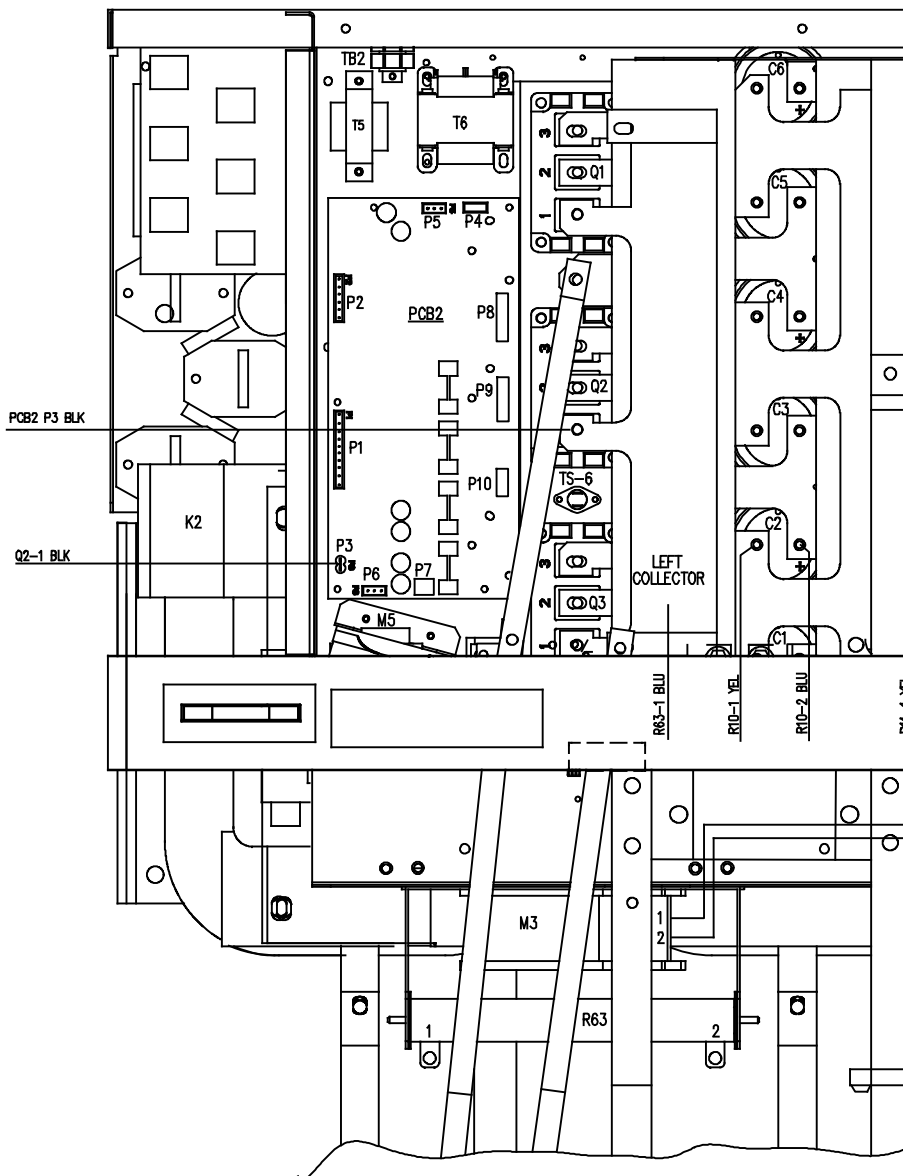 TB2
C6
T5
T6
3
2
Q1
1
C5
P5
P4
P2
PCB2
P8
C4
3
Q2
P9
C3
PCB2 P3 BLK
P1
P10
TS-6
K2
C2
Q2-1 BLK
P3
P6
P7
3
LEFT
COLLECTOR
2
Q3
M5
1
C1
R63-1 BLU
R10-1 YEL
R10-2 BLU
M3
1
2
R63
1
2